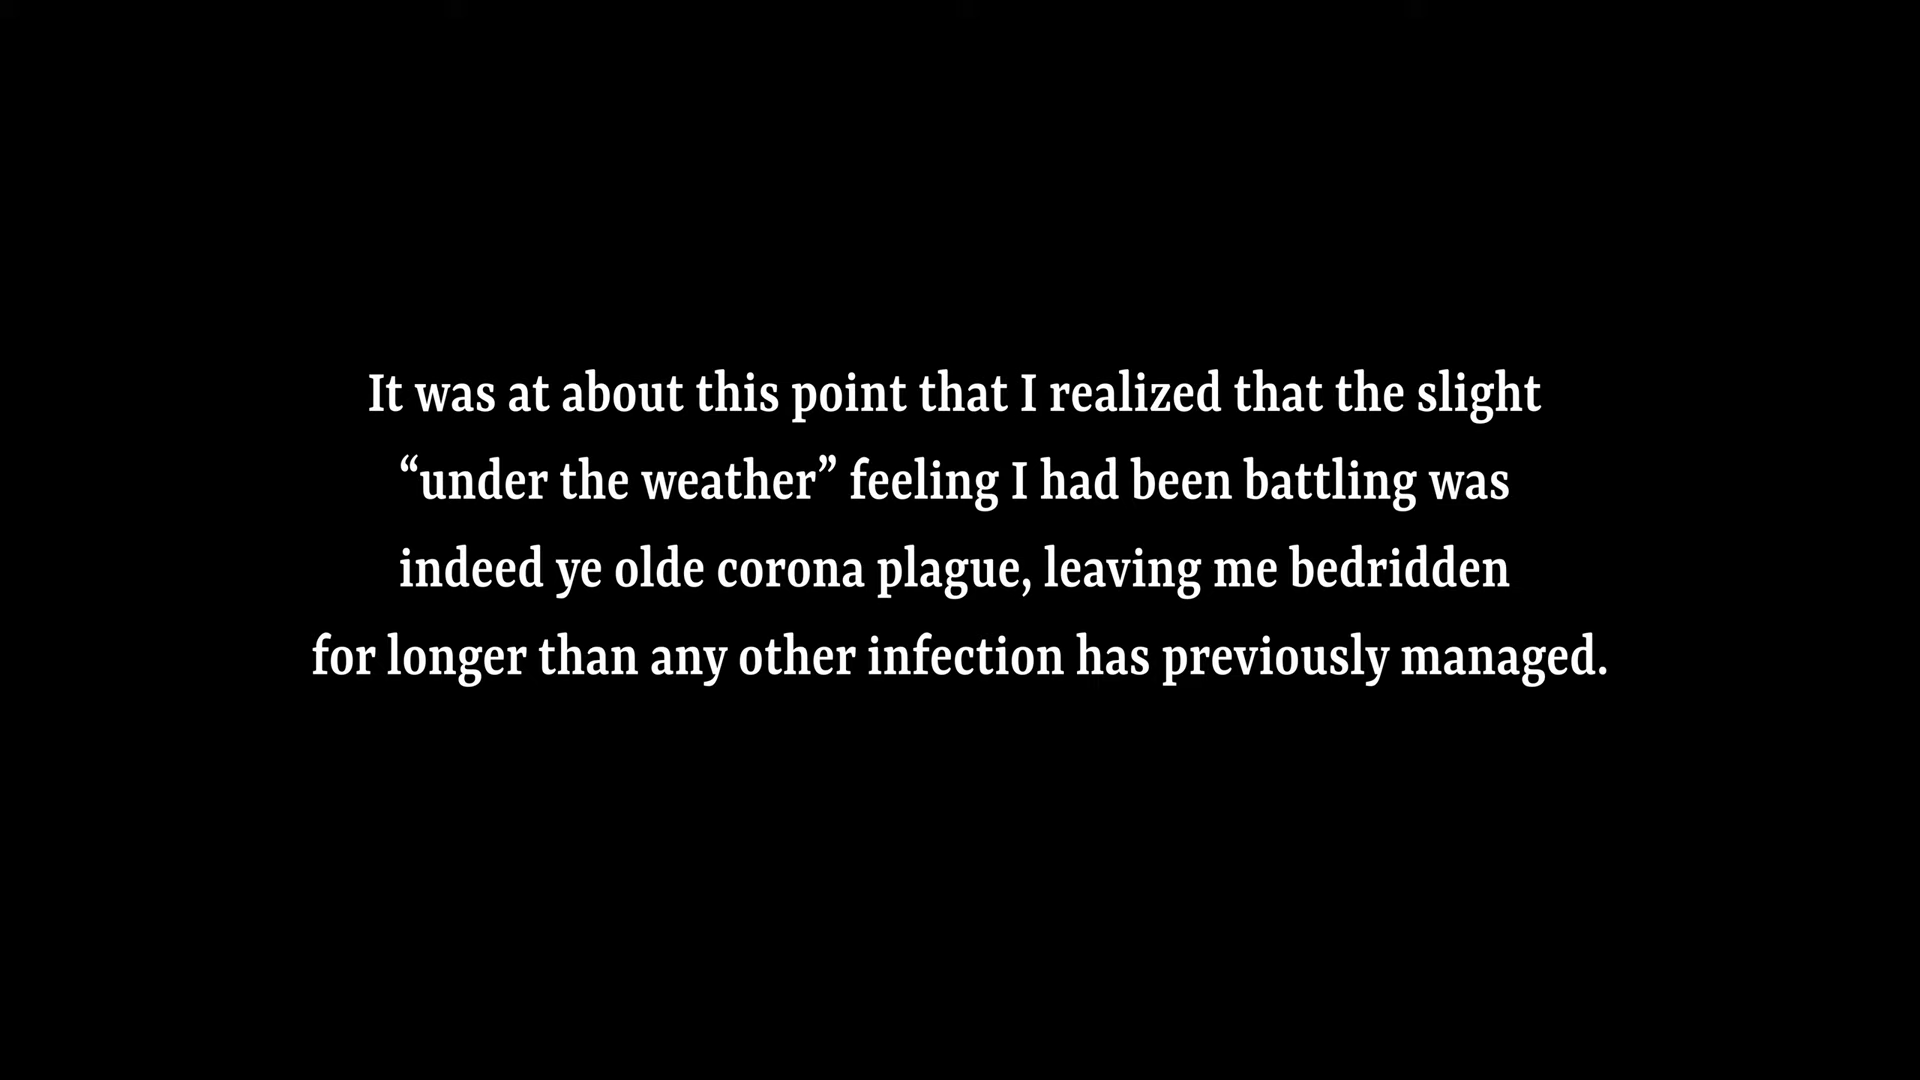 It was at about this point that I realized that the slight
“under the weather” feeling I had been battling was
indeed ye olde corona plague, leaving me bedridden
for longer than any other infection has previously managed.